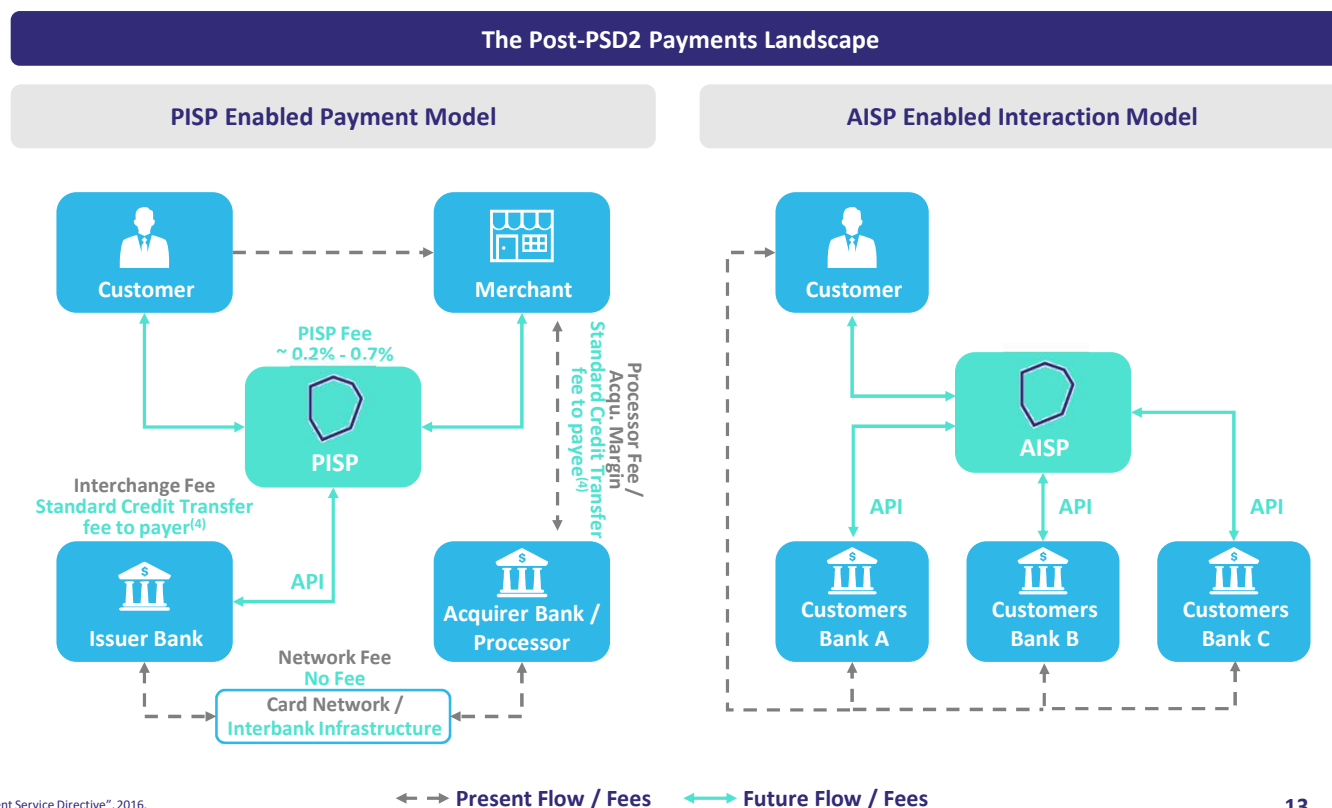 The Post-PSD2 Payments Landscape
PISP Enabled Payment Model
Customer
Merchant
PISP Fee
~ 0.2% - 0.7%
PISP
Processor Fee /
Acqu. Margin
Standard Credit Transfer
fee to payee(4)
Interchange Fee
Standard Credit Transfer
fee to payer(4)
API
Issuer Bank
Acquirer Bank /
Processor
Network Fee
No Fee
Card Network /
Interbank Infrastructure
AISP Enabled Interaction Model
Customer
AISP
API
API
API
Customers
Bank A
Customers
Bank B
Customers
Bank C
Service Directive", 2016.
Present Flow / Fees
Future Flow / Fees
13